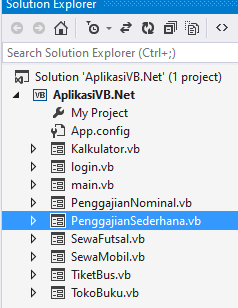 Solution Explorer
Search Solution Explorer (Ctrl+;)
Solution 'AplikasiVB.Net' (1 project)
VB AplikasiVB.Net
My Project
App.config
Kalkulator.vb
login.vb
main.vb
PenggajianNominal.vb
PenggajianSederhana.vb
SewaFutsal.vb
SewaMobil.vb
TiketBus.vb
TokoBuku.vb